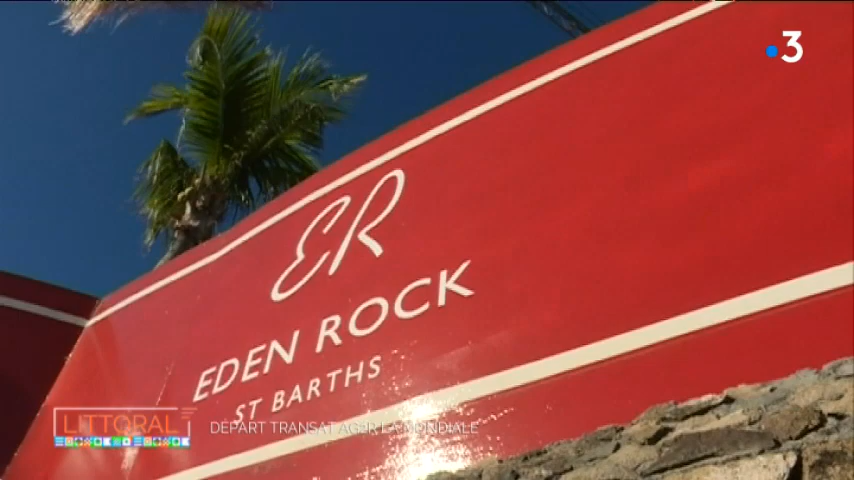 3
ER
EDEN ROCK
ST BARTHS
LITTORAL
DÉPART TRANSAT AG2R LA MONDIALE